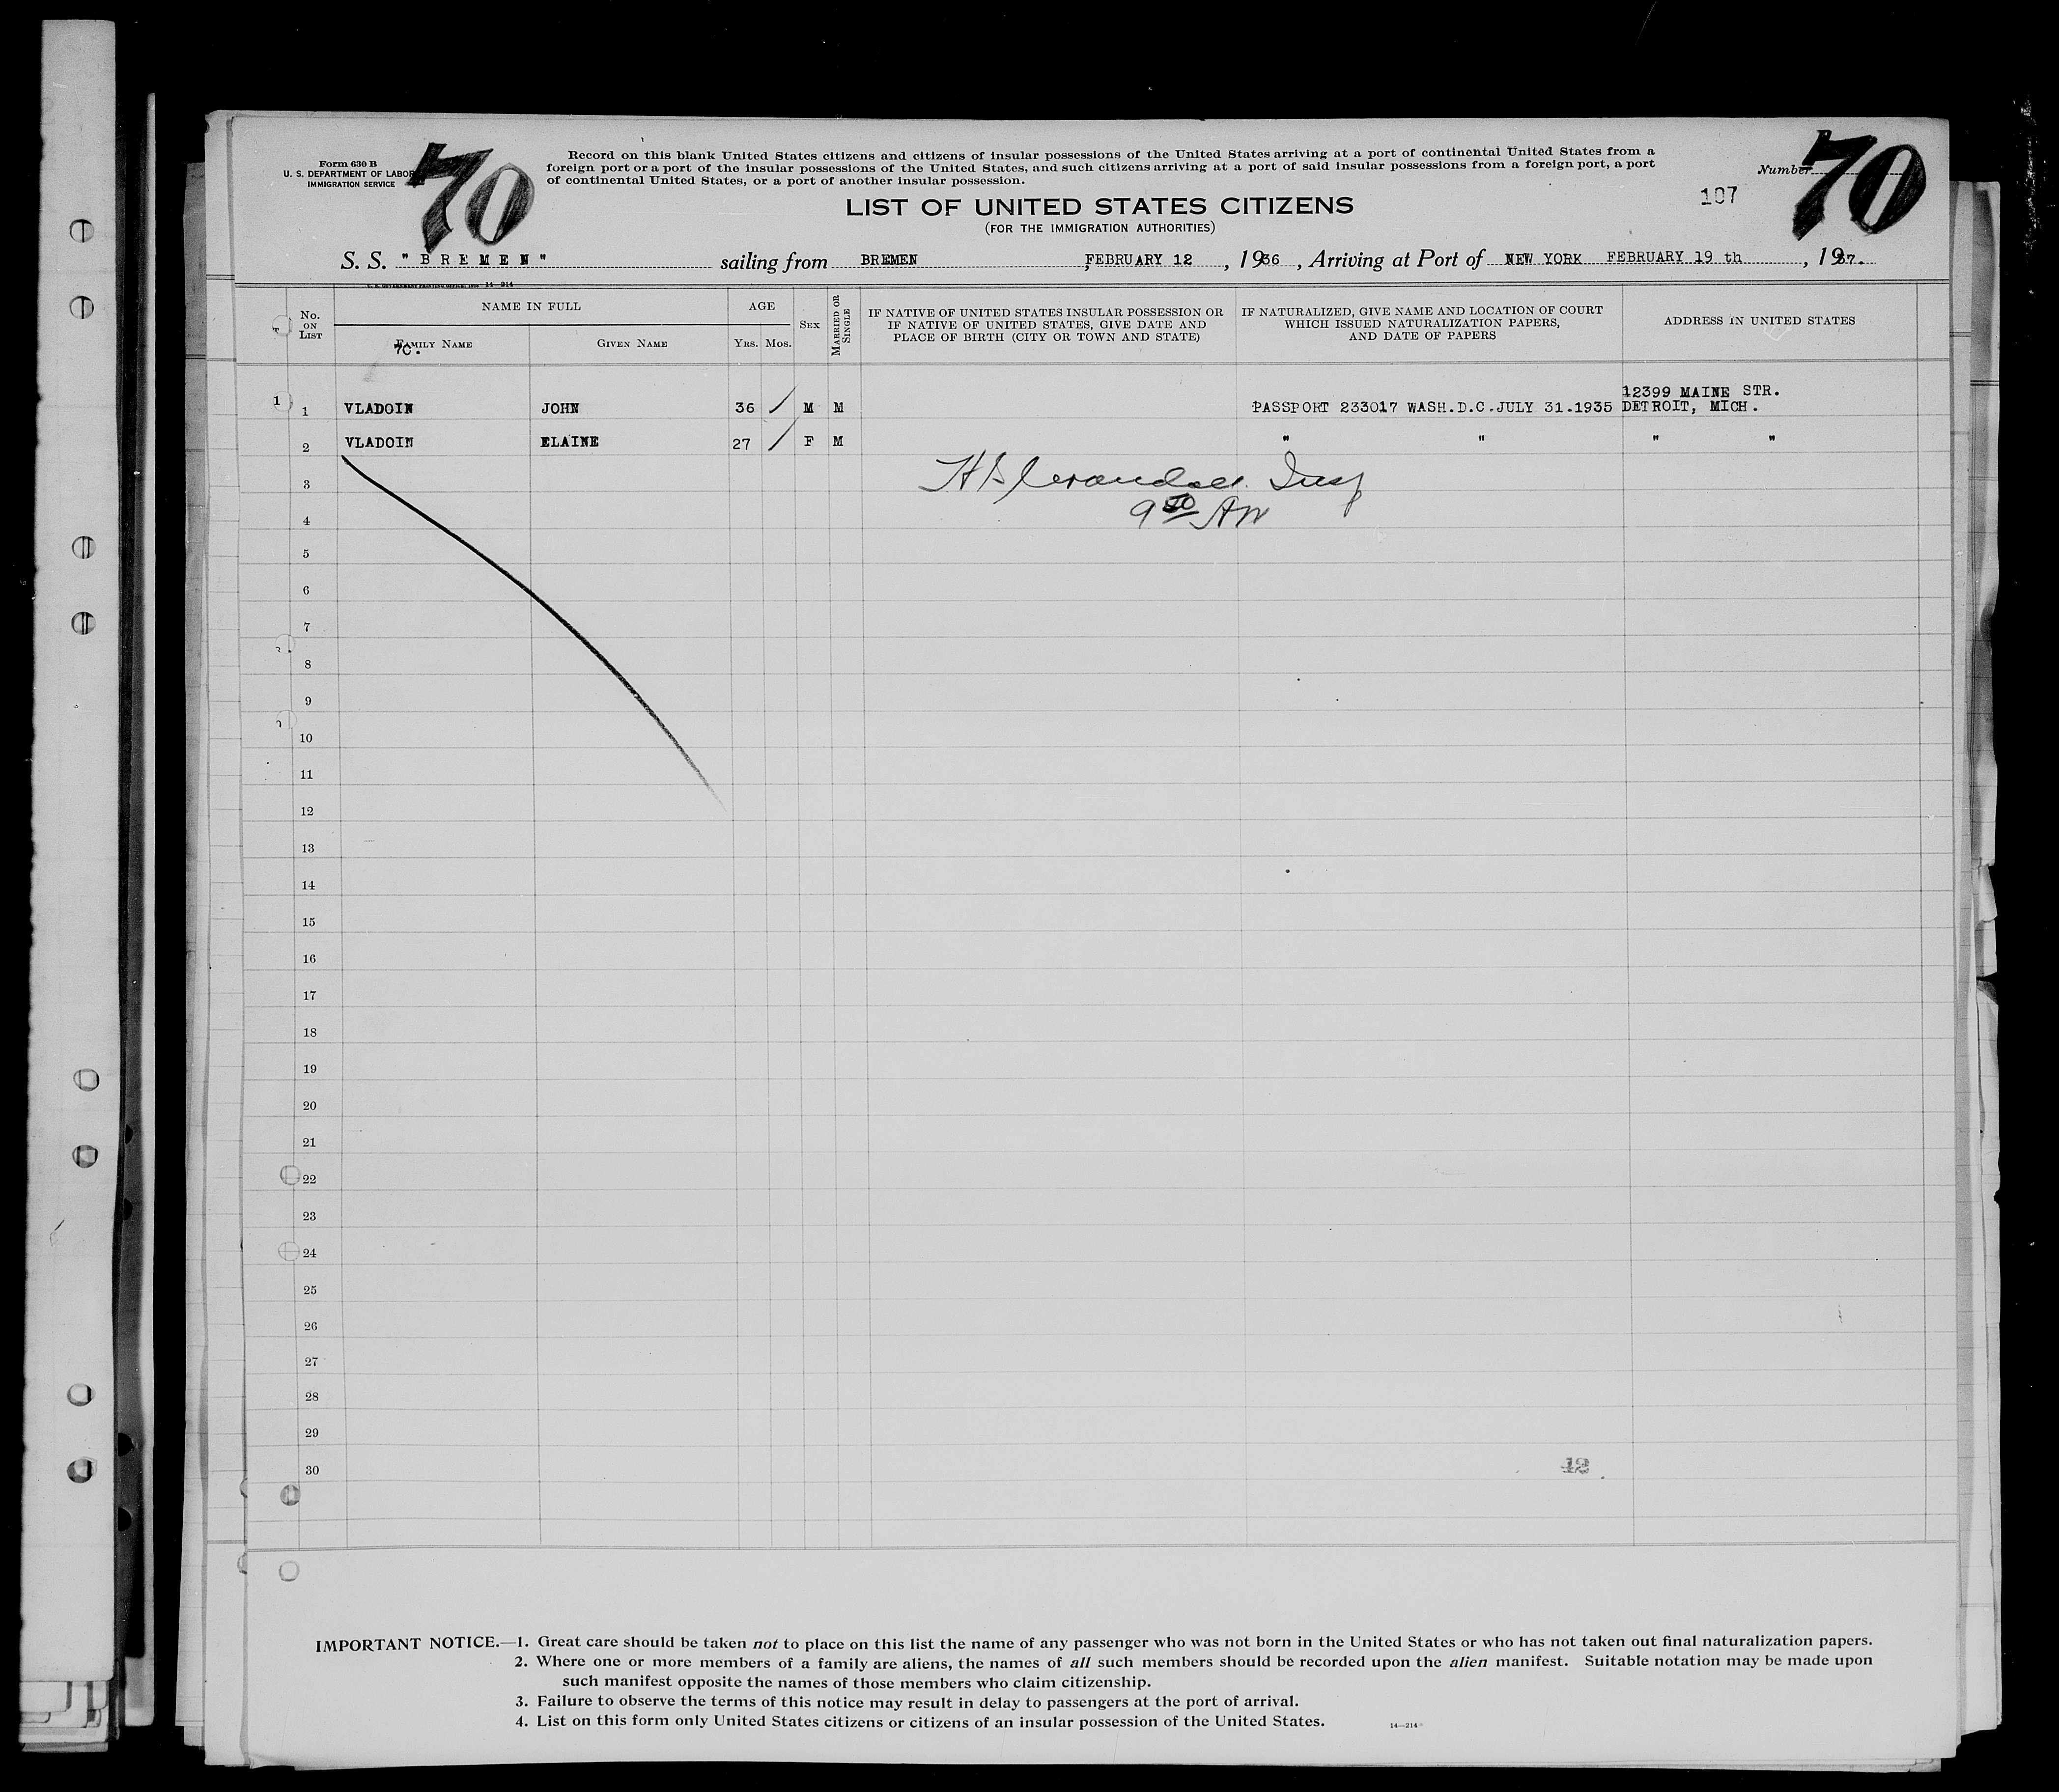 Form 630 B
U. S. DEPARTMENT OF LABOR
IMMIGRATION SERVICE
70
Record on this blank United States citizens and citizens of insular possessions of the United States arriving at a port of continental United States from a
foreign port or a port of the insular possessions of the United States, and such citizens arriving at a port of said insular possessions from a foreign port, a port
of continental United States, or a port of another insular possession.
Number
70
107
LIST OF UNITED STATES CITIZENS
(FOR THE IMMIGRATION AUTHORITIES)
S. S. "BREMEN" sailing from BREMEN, FEBRUARY 12, 1936, Arriving at Port of NEW YORK FEBRUARY 19 th, 1937.
U. S. GOVERNMENT PRINTING OFFICE: 14—214
No. ON LIST
NAME IN FULL
FAMILY NAME
70.
GIVEN NAME
AGE
YRS. MOS.
SEX
MARRIED OR SINGLE
IF NATIVE OF UNITED STATES INSULAR POSSESSION OR
IF NATIVE OF UNITED STATES, GIVE DATE AND
PLACE OF BIRTH (CITY OR TOWN AND STATE)
IF NATURALIZED, GIVE NAME AND LOCATION OF COURT
WHICH ISSUED NATURALIZATION PAPERS,
AND DATE OF PAPERS
ADDRESS IN UNITED STATES
12399 MAINE STR.
1 1 VLADOIN JOHN 36 / M M PASSPORT 233017 WASH.D.C.JULY 31.1935 DETROIT, MICH.
2 VLADOIN ELAINE 27 / F M " " " "
3
Insp
4
9 50 AM
5
6
7
8
9
10
11
12
13
14
15
16
17
18
19
20
21
22
23
24
25
26
27
28
29
30
42
IMPORTANT NOTICE.—1. Great care should be taken not to place on this list the name of any passenger who was not born in the United States or who has not taken out final naturalization papers.
2. Where one or more members of a family are aliens, the names of all such members should be recorded upon the alien manifest. Suitable notation may be made upon
such manifest opposite the names of those members who claim citizenship.
3. Failure to observe the terms of this notice may result in delay to passengers at the port of arrival.
4. List on this form only United States citizens or citizens of an insular possession of the United States.
14—214